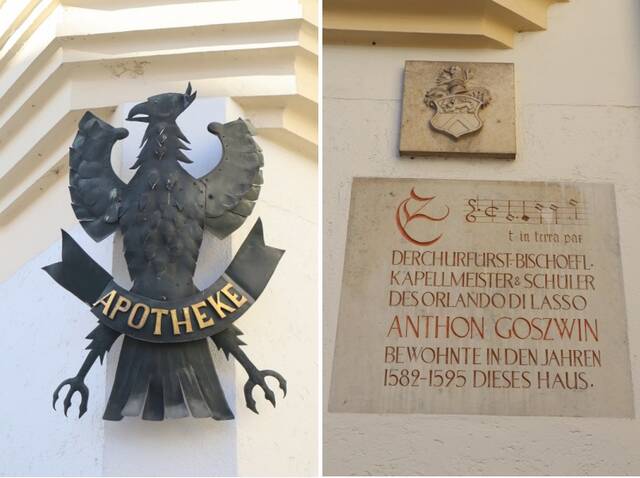 APOTHEKE
E
t in terra pax
DER CHURFÜRST-BISCHOEFL.
KAPELLMEISTER & SCHÜLER
DES ORLANDO DI LASSO
ANTHON GOSZWIN
BEWOHNTE IN DEN JAHREN
1582-1595 DIESES HAUS.